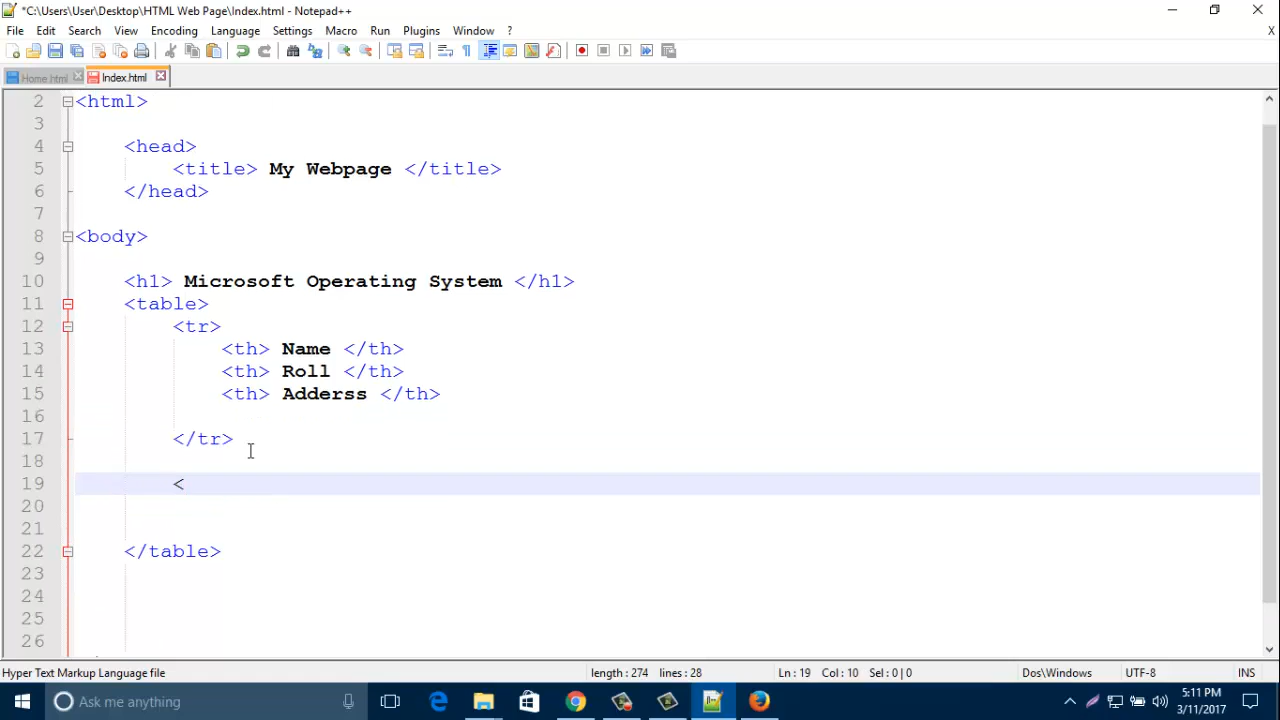 *C:\Users\User\Desktop\HTML Web Page\Index.html - Notepad++
File Edit Search View Encoding Language Settings Macro Run Plugins Window ? X
Home.html Index.html
2 <html>
3
4 <head>
5 <title> My Webpage </title>
6 </head>
7
8 <body>
9
10 <h1> Microsoft Operating System </h1>
11 <table>
12 <tr>
13 <th> Name </th>
14 <th> Roll </th>
15 <th> Adderss </th>
16
17 </tr>
18
19 <
20
21
22 </table>
23
24
25
26
Hyper Text Markup Language file length : 274 lines : 28 Ln : 19 Col : 10 Sel : 0 | 0 Dos\Windows UTF-8 INS
Ask me anything 5:11 PM
3/11/2017